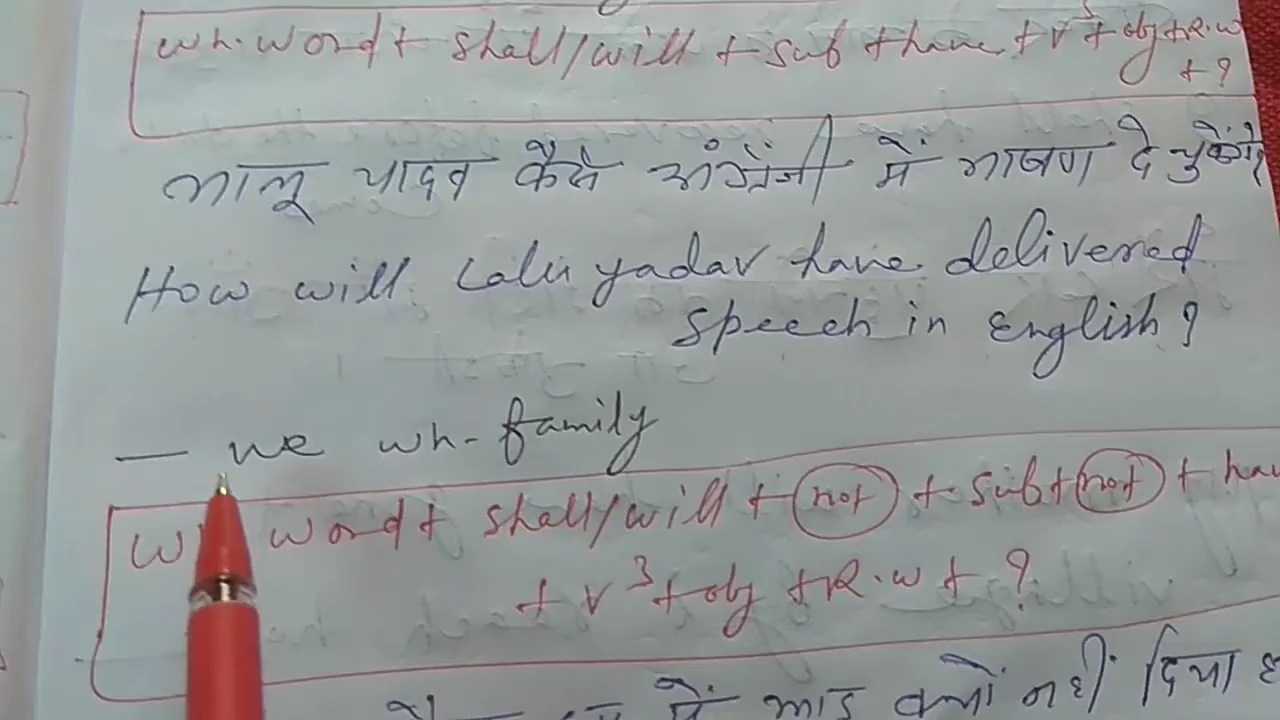 wh. word + shall/will + sub + have + v³ + obj + R.w
+ ?
लालू यादव कैसे अंग्रेजी में भाषण दे चुकेंगे?
How will Lalu yadav have delivered
speech in English?
— we wh- family
word + shall/will + not + sub + not + ha
+ v³ + obj + R.w + ?
में क्यों नहीं दिया